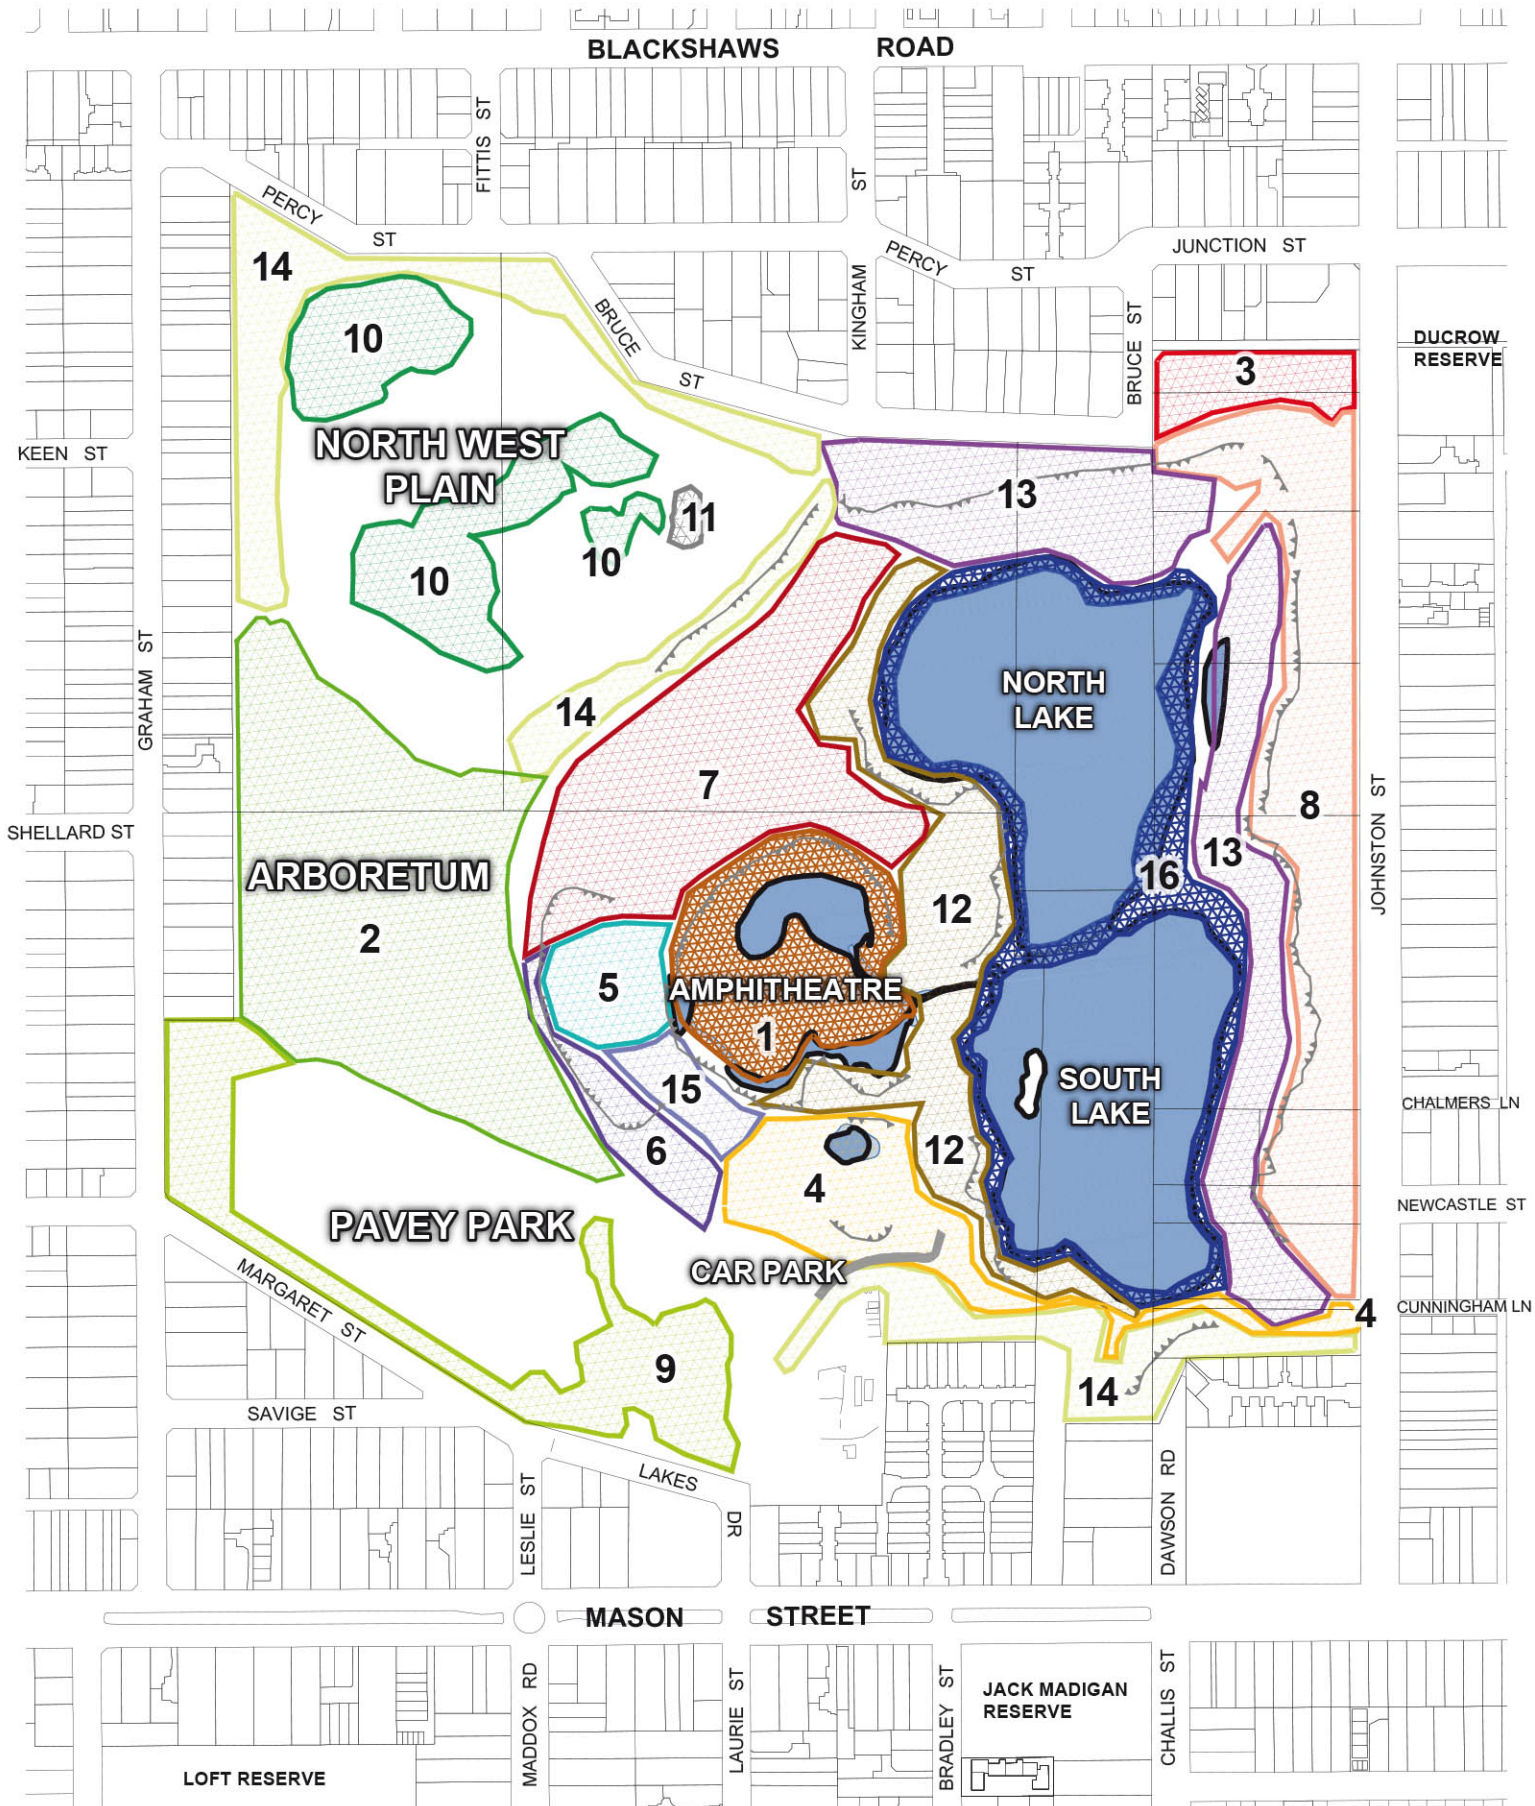 BLACKSHAWS ROAD
FITTIS ST
ST
PERCY
ST
JUNCTION ST
PERCY
ST
14
BRUCE
KINGHAM
BRUCE ST
10
DUCROW
RESERVE
3
ST
NORTH WEST
PLAIN
KEEN ST
13
11
10
10
GRAHAM ST
NORTH
LAKE
14
7
8
JOHNSTON ST
SHELLARD ST
13
ARBORETUM
16
12
2
5
AMPHITHEATRE
1
SOUTH
LAKE
15
CHALMERS LN
6
12
4
NEWCASTLE ST
PAVEY PARK
CAR PARK
MARGARET ST
4
CUNNINGHAM LN
9
14
SAVIGE ST
LAKES
DR
LESLIE ST
DAWSON RD
MASON STREET
MADDOX RD
LAURIE ST
BRADLEY ST
JACK MADIGAN
RESERVE
CHALLIS ST
LOFT RESERVE